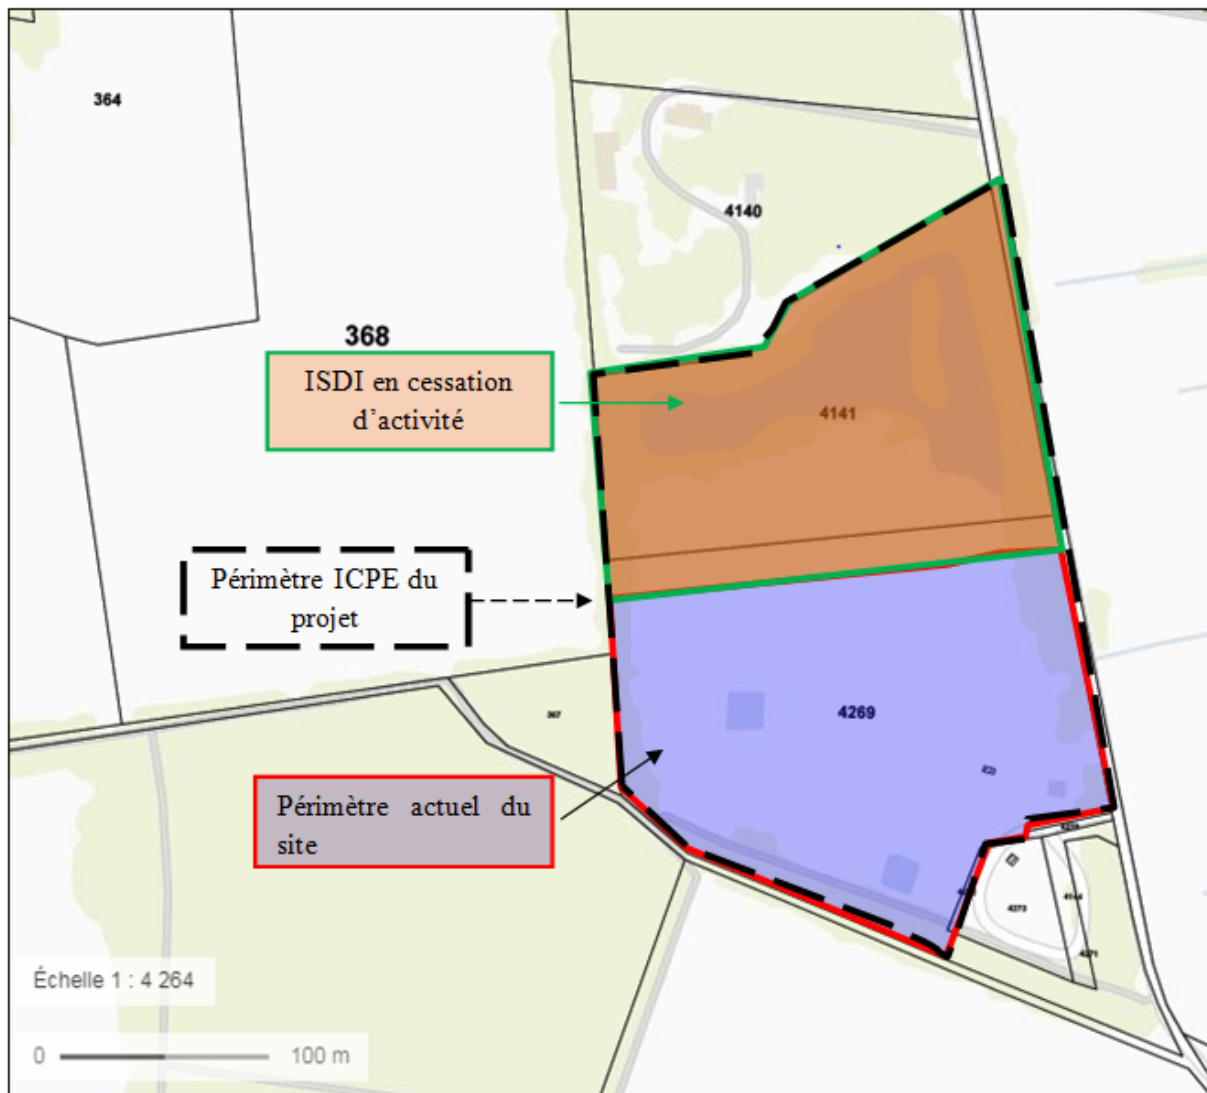 364
4140
368
ISDI en cessation
d'activité
4141
Périmètre ICPE du
projet
367
4269
Périmètre actuel du
site
4273
4271
Échelle 1 : 4 264
0 100 m